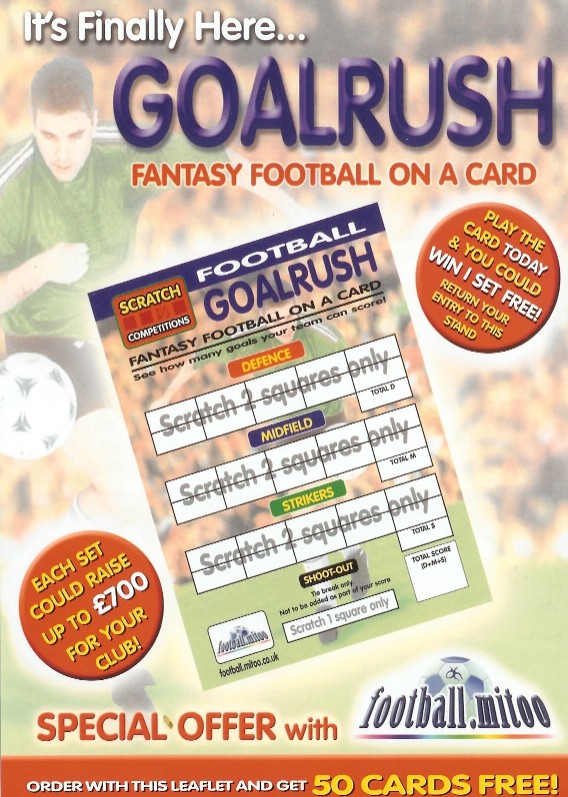 It's Finally Here...
GOALRUSH
FANTASY FOOTBALL ON A CARD
PLAY THE
CARD TODAY
& YOU COULD
WIN 1 SET FREE!
RETURN YOUR
ENTRY TO THIS
STAND
FOOTBALL
SCRATCH
COMPETITIONS
GOALRUSH
FANTASY FOOTBALL ON A CARD
See how many goals your team can score!
DEFENCE
Scratch 2 squares only
TOTAL D
MIDFIELD
Scratch 2 squares only
TOTAL M
STRIKERS
Scratch 2 squares only
TOTAL S
SHOOT-OUT
Tie break only.
Not to be added as part of your score
Scratch 1 square only
TOTAL SCORE
(D+M+S)
football.mitoo
football.mitoo.co.uk
EACH SET
COULD RAISE
UP TO £700
FOR YOUR
CLUB!
SPECIAL OFFER with
football.mitoo
ORDER WITH THIS LEAFLET AND GET 50 CARDS FREE!